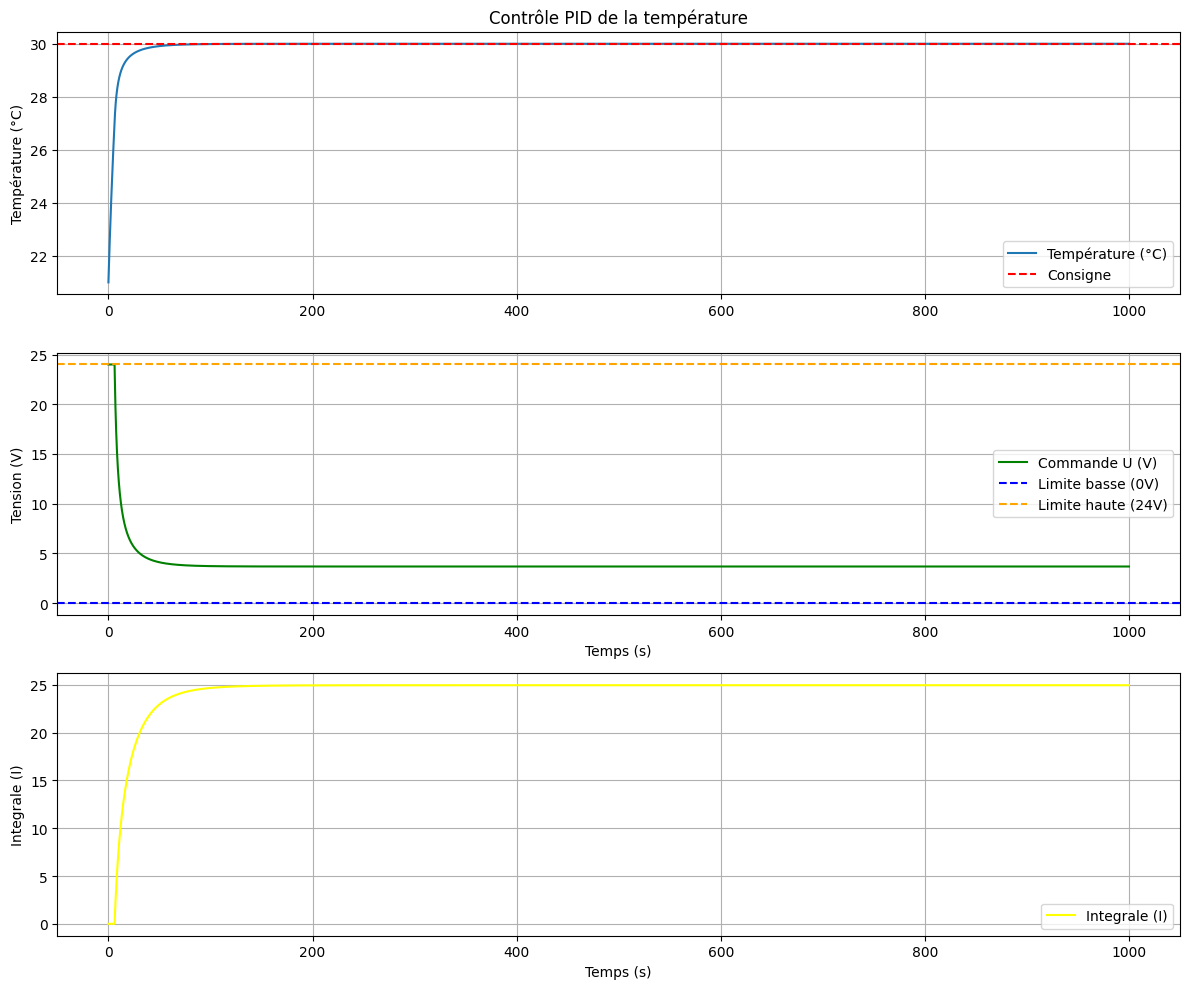 Contrôle PID de la température
Température (°C)
30
28
26
24
22
Température (°C)
Consigne
0 200 400 600 800 1000
Tension (V)
25
20
15
10
5
0
Commande U (V)
Limite basse (0V)
Limite haute (24V)
0 200 400 600 800 1000
Temps (s)
Integrale (I)
25
20
15
10
5
0
Integrale (I)
0 200 400 600 800 1000
Temps (s)